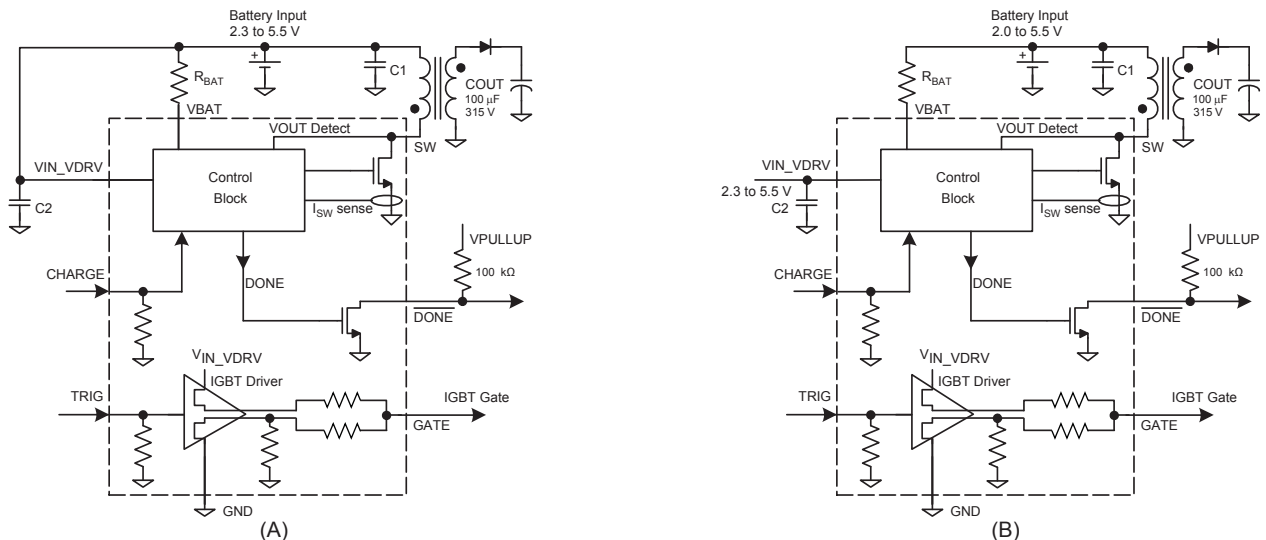 Battery Input
2.3 to 5.5 V
+
C1
RBAT
COUT
100 µF
315 V
VBAT
VOUT Detect
SW
VIN_VDRV
Control
Block
C2
ISW sense
VPULLUP
100 kΩ
CHARGE
DONE
DONE
VIN_VDRV
IGBT Driver
TRIG
IGBT Gate
GATE
GND
(A)
Battery Input
2.0 to 5.5 V
+
C1
RBAT
COUT
100 µF
315 V
VBAT
VOUT Detect
SW
VIN_VDRV
Control
Block
2.3 to 5.5 V
C2
ISW sense
VPULLUP
100 kΩ
CHARGE
DONE
DONE
VIN_VDRV
IGBT Driver
TRIG
IGBT Gate
GATE
GND
(B)